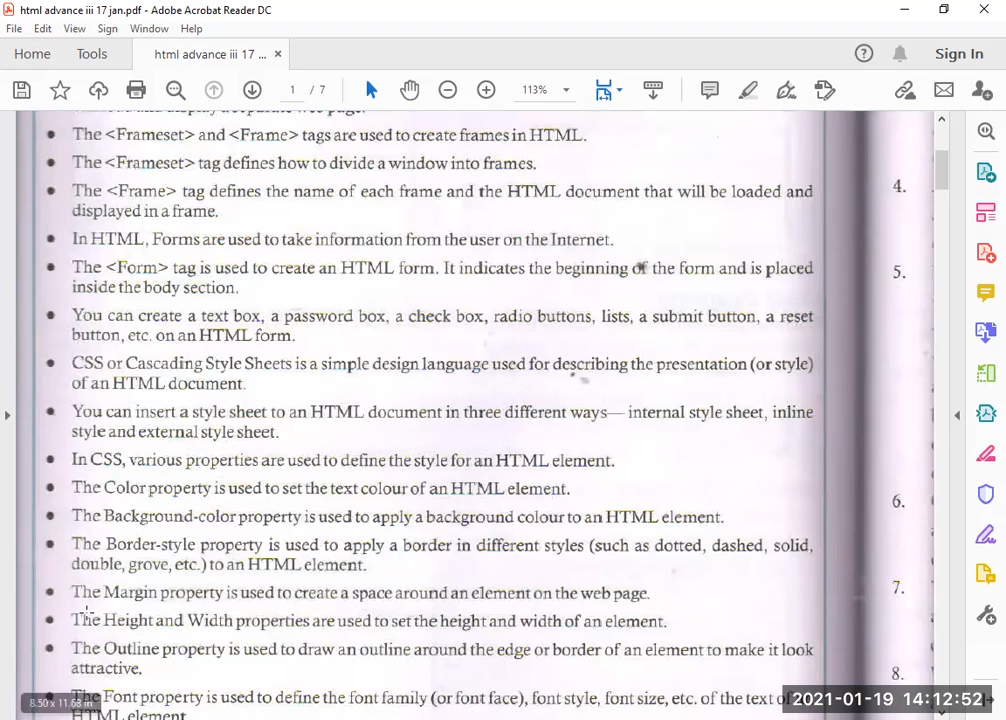 html advance iii 17 jan.pdf - Adobe Acrobat Reader DC
File Edit View Sign Window Help
Home Tools html advance iii 17 ... × Sign In
1 / 7 113%
The <Frameset> and <Frame> tags are used to create frames in HTML.
The <Frameset> tag defines how to divide a window into frames.
The <Frame> tag defines the name of each frame and the HTML document that will be loaded and
displayed in a frame.
4.
In HTML, Forms are used to take information from the user on the Internet.
The <Form> tag is used to create an HTML form. It indicates the beginning of the form and is placed
inside the body section.
5.
You can create a text box, a password box, a check box, radio buttons, lists, a submit button, a reset
button, etc. on an HTML form.
CSS or Cascading Style Sheets is a simple design language used for describing the presentation (or style)
of an HTML document.
You can insert a style sheet to an HTML document in three different ways— internal style sheet, inline
style and external style sheet.
In CSS, various properties are used to define the style for an HTML element.
The Color property is used to set the text colour of an HTML element.
6.
The Background-color property is used to apply a background colour to an HTML element.
The Border-style property is used to apply a border in different styles (such as dotted, dashed, solid,
double, grove, etc.) to an HTML element.
The Margin property is used to create a space around an element on the web page.
7.
The Height and Width properties are used to set the height and width of an element.
The Outline property is used to draw an outline around the edge or border of an element to make it look
attractive.
8.
The Font property is used to define the font family (or font face), font style, font size, etc. of the text of
HTML element
8.50 x 11.68 in
2021-01-19 14:12:52